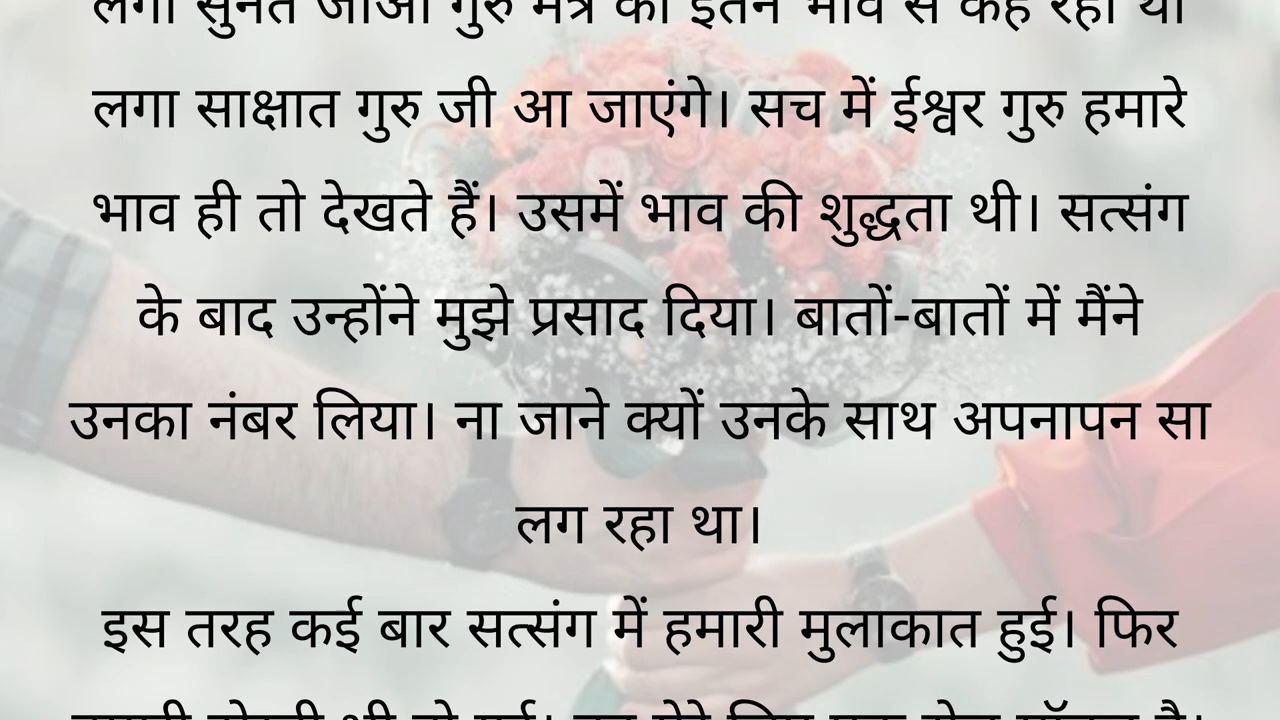 लगा सुनते जाओ गुरु मंत्र को इतने भाव से कह रहा था
लगा साक्षात गुरु जी आ जाएंगे। सच में ईश्वर गुरु हमारे
भाव ही तो देखते हैं। उसमें भाव की शुद्धता थी। सत्संग
के बाद उन्होंने मुझे प्रसाद दिया। बातों-बातों में मैंने
उनका नंबर लिया। ना जाने क्यों उनके साथ अपनापन सा
लग रहा था।
इस तरह कई बार सत्संग में हमारी मुलाकात हुई। फिर